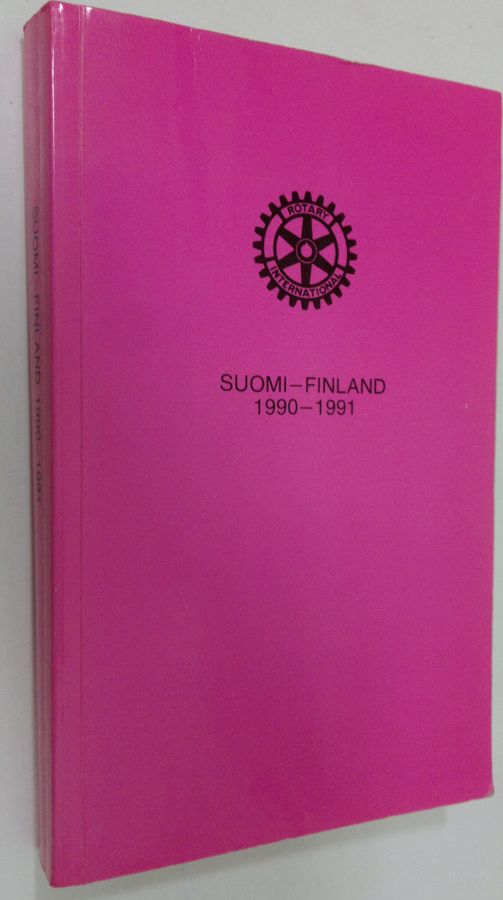 ROTARY
INTERNATIONAL
SUOMI–FINLAND
1990–1991
SUOMI–FINLAND 1990–1991